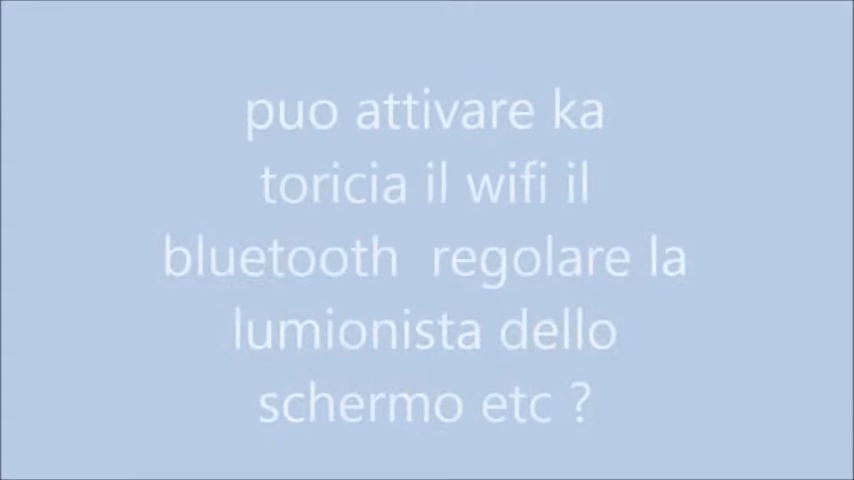 puo attivare ka
toricia il wifi il
bluetooth  regolare la
lumionista dello
schermo etc ?